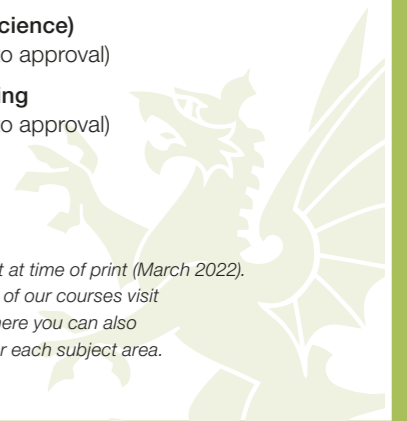 cience)
o approval)
ing
o approval)
t at time of print (March 2022).
of our courses visit
here you can also
r each subject area.